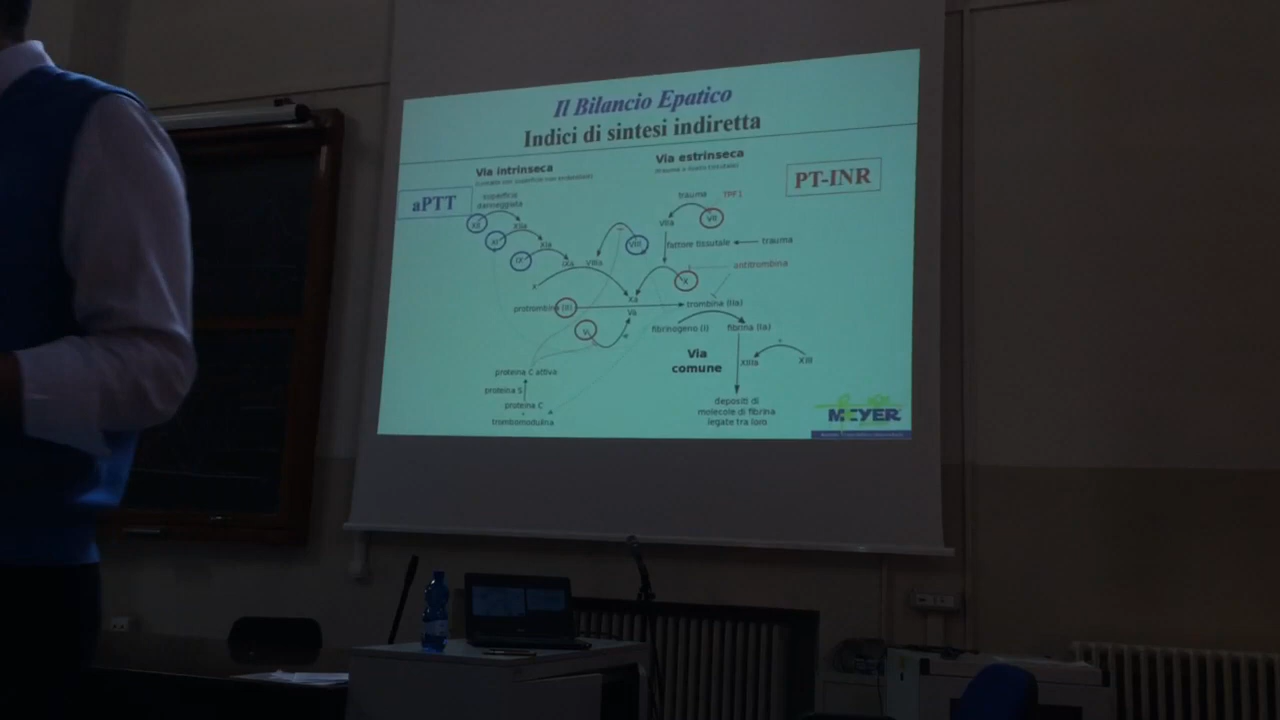 Il Bilancio Epatico
Indici di sintesi indiretta
Via intrinseca
Via estrinseca
aPTT
PT-INR
superficie
danneggiata
trauma TPF1
XII
XIIa
VII
VIIa
XI
XIa
VIII
fattore tissutale
trauma
IX
IXa
VIIIa
antitrombina
X
X
Xa
protrombina (II)
trombina (IIa)
Va
V
fibrinogeno (I)
fibrina (Ia)
Via
comune
XIIIa
XIII
proteina C attiva
proteina S
proteina C
trombomodulina
depositi di
molecole di fibrina
legate tra loro
MEYER